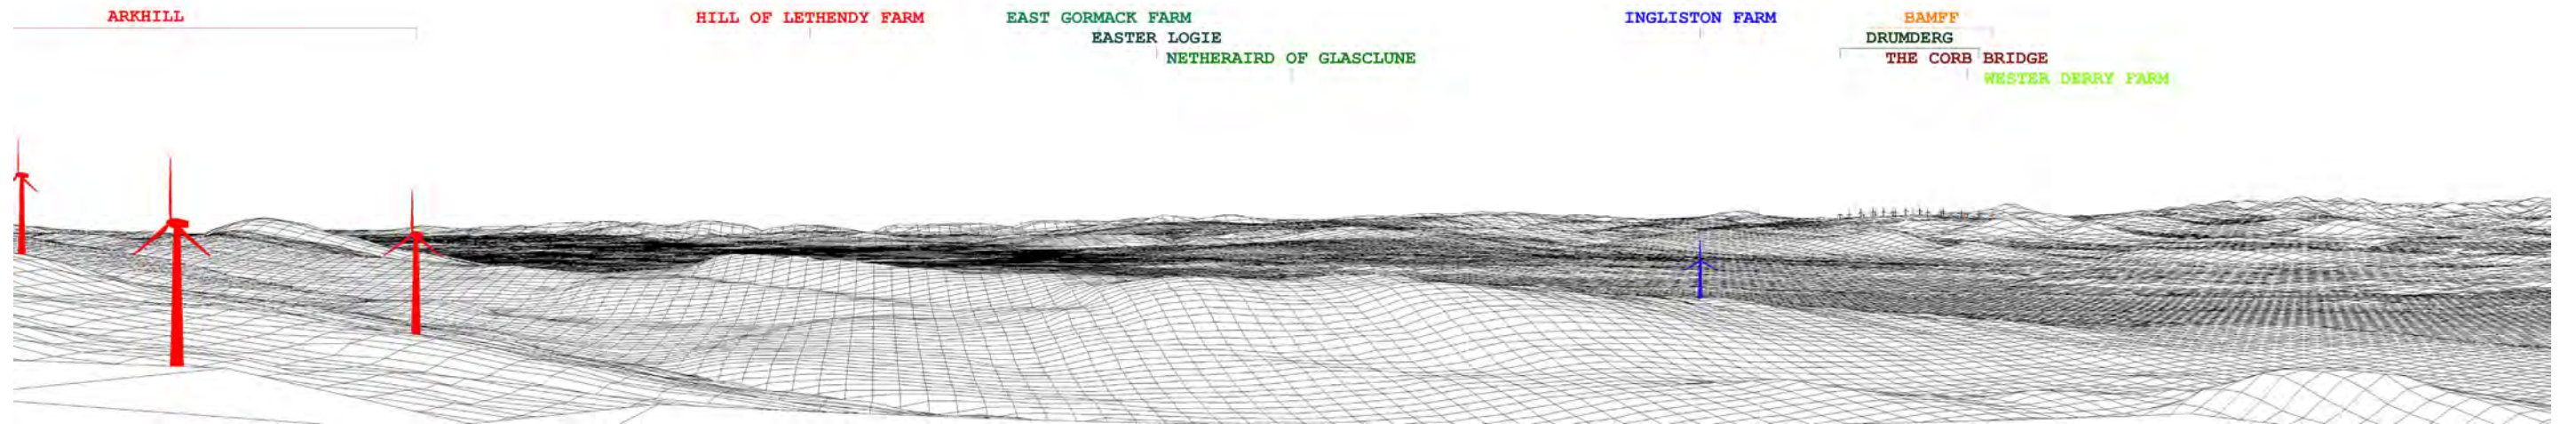 ARKHILL
HILL OF LETHENDY FARM
EAST GORMACK FARM
EASTER LOGIE
NETHERAIRD OF GLASCLUNE
INGLISTON FARM
BAMFF
DRUMDERG
THE CORB BRIDGE
WESTER DERRY FARM